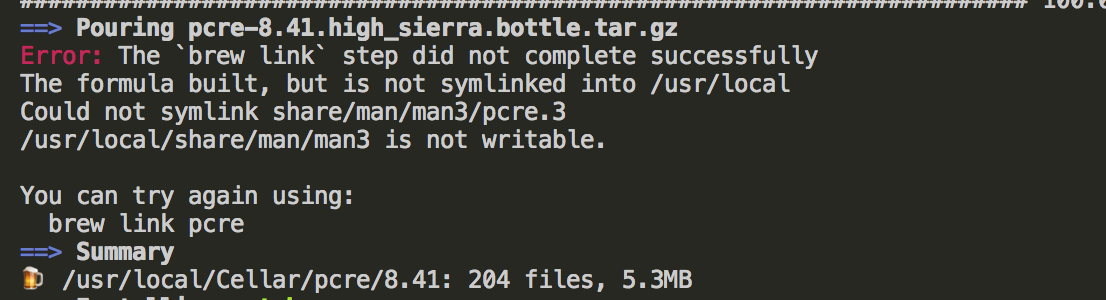 ==> Pouring pcre-8.41.high_sierra.bottle.tar.gz
Error: The `brew link` step did not complete successfully
The formula built, but is not symlinked into /usr/local
Could not symlink share/man/man3/pcre.3
/usr/local/share/man/man3 is not writable.
You can try again using:
brew link pcre
==> Summary
🍺 /usr/local/Cellar/pcre/8.41: 204 files, 5.3MB